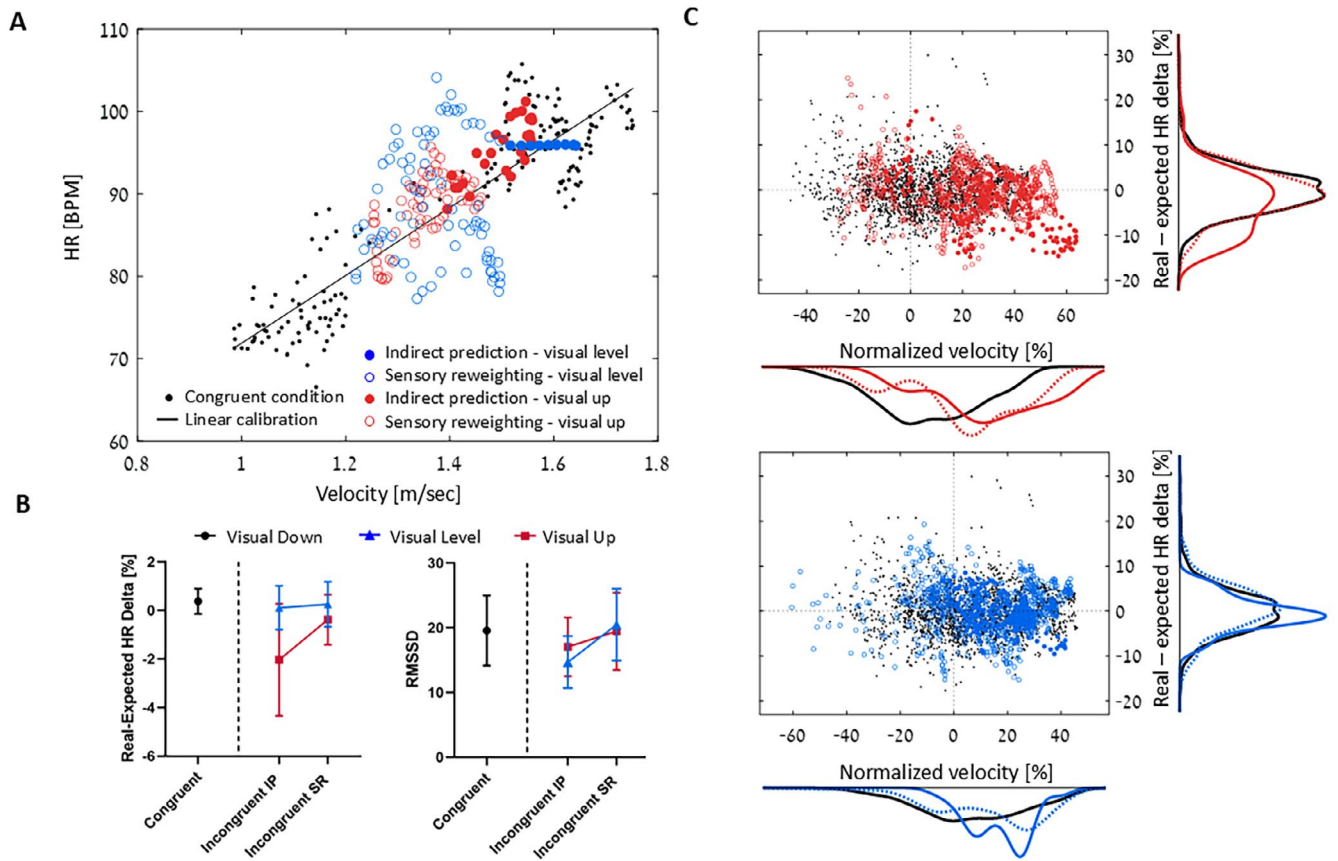 A
110
100
90
80
70
60
HR [BPM]
0.8
1
1.2
1.4
1.6
1.8
Velocity [m/sec]
Congruent condition
Linear calibration
Indirect prediction - visual level
Sensory reweighting - visual level
Indirect prediction - visual up
Sensory reweighting - visual up
B
Visual Down
Visual Level
Visual Up
Real-Expected HR Delta [%]
2
0
-2
-4
-6
Congruent
Incongruent IP
Incongruent SR
RMSSD
30
20
10
0
Congruent
Incongruent IP
Incongruent SR
C
30
20
10
0
-10
-20
Real – expected HR delta [%]
-40
-20
0
20
40
60
Normalized velocity [%]
30
20
10
0
-10
-20
Real – expected HR delta [%]
-60
-40
-20
0
20
40
Normalized velocity [%]